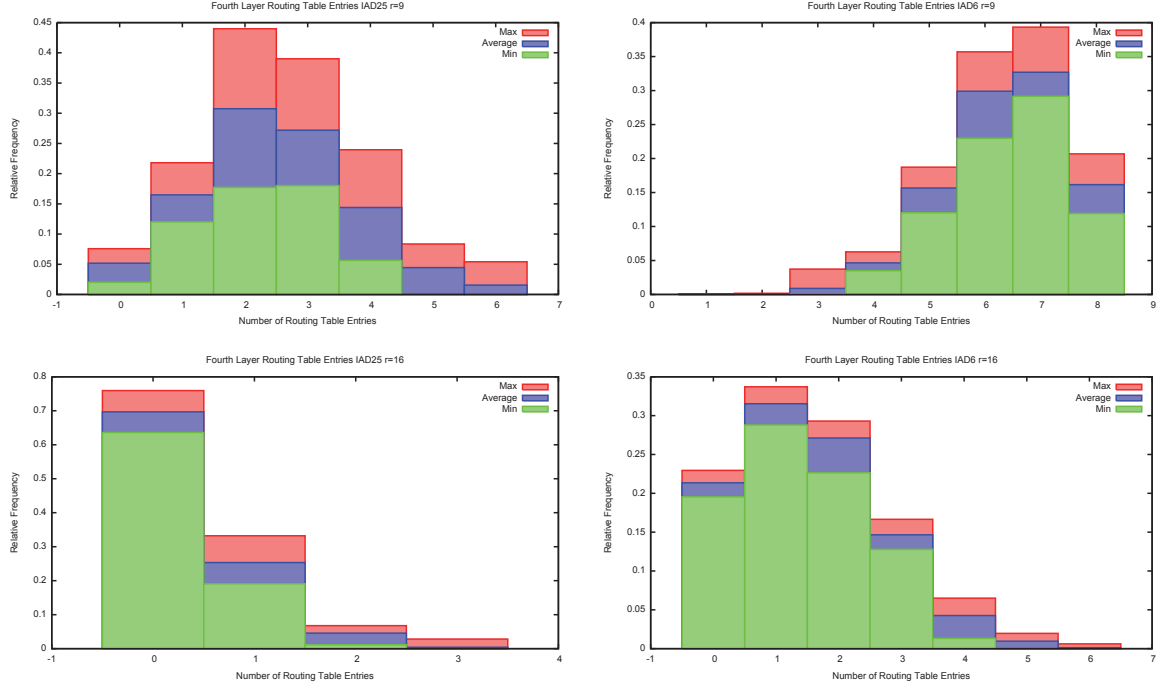 Fourth Layer Routing Table Entries IAD25 r=9
0.45
0.4
0.35
0.3
0.25
0.2
0.15
0.1
0.05
0
-1
0
1
2
3
4
5
6
7
Relative Frequency
Number of Routing Table Entries
Max
Average
Min
Fourth Layer Routing Table Entries IAD6 r=9
0.4
0.35
0.3
0.25
0.2
0.15
0.1
0.05
0
0
1
2
3
4
5
6
7
8
9
Relative Frequency
Number of Routing Table Entries
Max
Average
Min
Fourth Layer Routing Table Entries IAD25 r=16
0.8
0.7
0.6
0.5
0.4
0.3
0.2
0.1
0
-1
0
1
2
3
4
Relative Frequency
Number of Routing Table Entries
Max
Average
Min
Fourth Layer Routing Table Entries IAD6 r=16
0.35
0.3
0.25
0.2
0.15
0.1
0.05
0
-1
0
1
2
3
4
5
6
7
Relative Frequency
Number of Routing Table Entries
Max
Average
Min